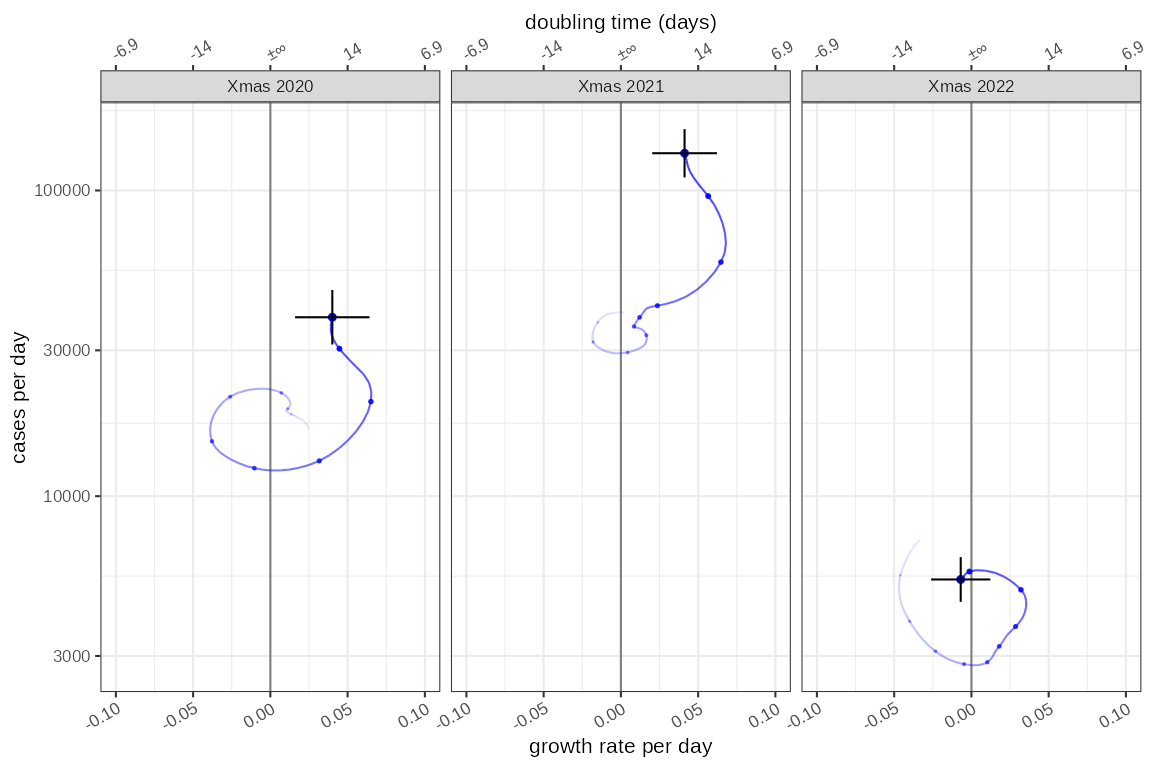 doubling time (days)
-6.9 -14 ±∞ 14 6.9 -6.9 -14 ±∞ 14 6.9 -6.9 -14 ±∞ 14 6.9
Xmas 2020 Xmas 2021 Xmas 2022
100000
30000
10000
3000
cases per day
-0.10 -0.05 0.00 0.05 0.10 -0.10 -0.05 0.00 0.05 0.10 -0.10 -0.05 0.00 0.05 0.10
growth rate per day